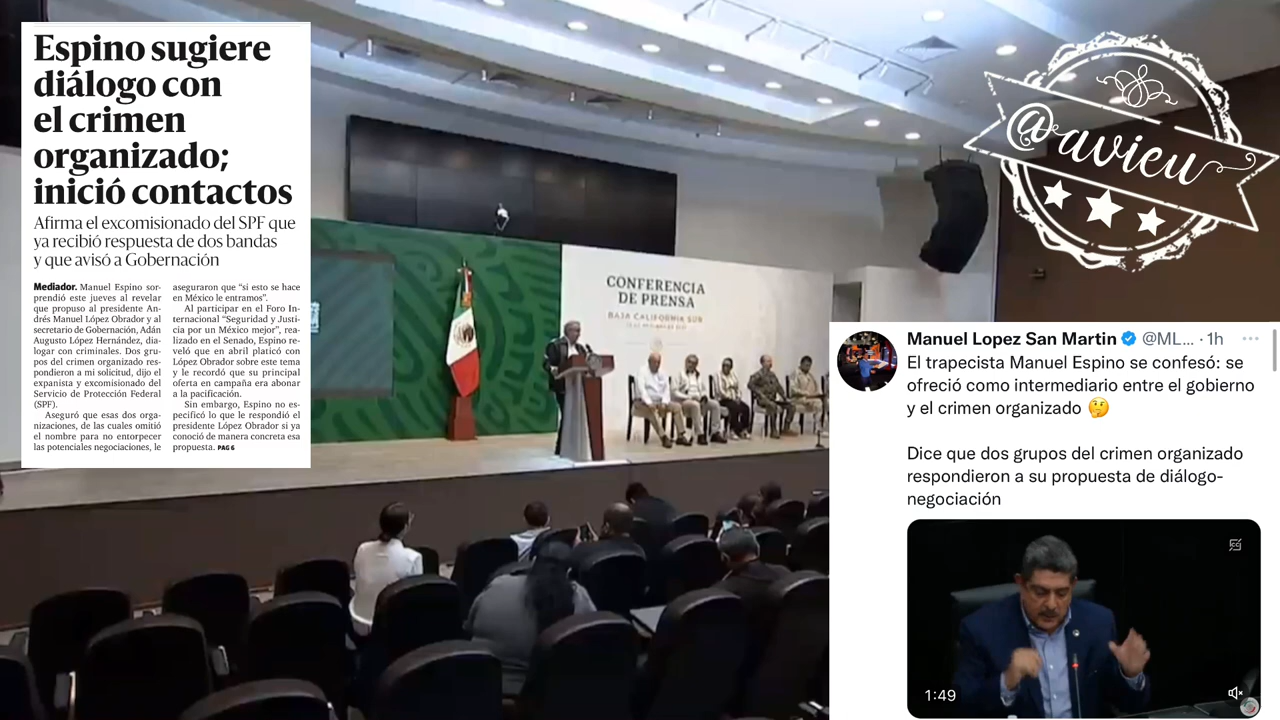 Espino sugiere
diálogo con
el crimen
organizado;
inició contactos
Afirma el excomisionado del SPF que
ya recibió respuesta de dos bandas
y que avisó a Gobernación
Mediador. Manuel Espino sor-
prendió este jueves al revelar
que propuso al presidente An-
drés Manuel López Obrador y al
secretario de Gobernación, Adán
Augusto López Hernández, dia-
logar con criminales. Dos gru-
pos del crimen organizado res-
pondieron a mi solicitud, dijo el
expanista y excomisionado del
Servicio de Protección Federal
(SPF).
Aseguró que esas dos orga-
nizaciones, de las cuales omitió
el nombre para no entorpecer
las potenciales negociaciones, le
aseguraron que “si esto se hace
en México le entramos”.
Al participar en el Foro In-
ternacional “Seguridad y Justi-
cia por un México mejor”, rea-
lizado en el Senado, Espino re-
veló que en abril platicó con
López Obrador sobre ese tema
y le recordó que su principal
oferta en campaña era abonar
a la pacificación.
Sin embargo, Espino no es-
pecificó lo que le respondió el
presidente López Obrador si ya
conoció de manera concreta esa
propuesta. PAG 6
CONFERENCIA
DE PRENSA
BAJA CALIFORNIA SUR
@avicu
Manuel Lopez San Martin @ML... · 1h
El trapecista Manuel Espino se confesó: se
ofreció como intermediario entre el gobierno
y el crimen organizado 🤔
Dice que dos grupos del crimen organizado
respondieron a su propuesta de diálogo-
negociación
1:49